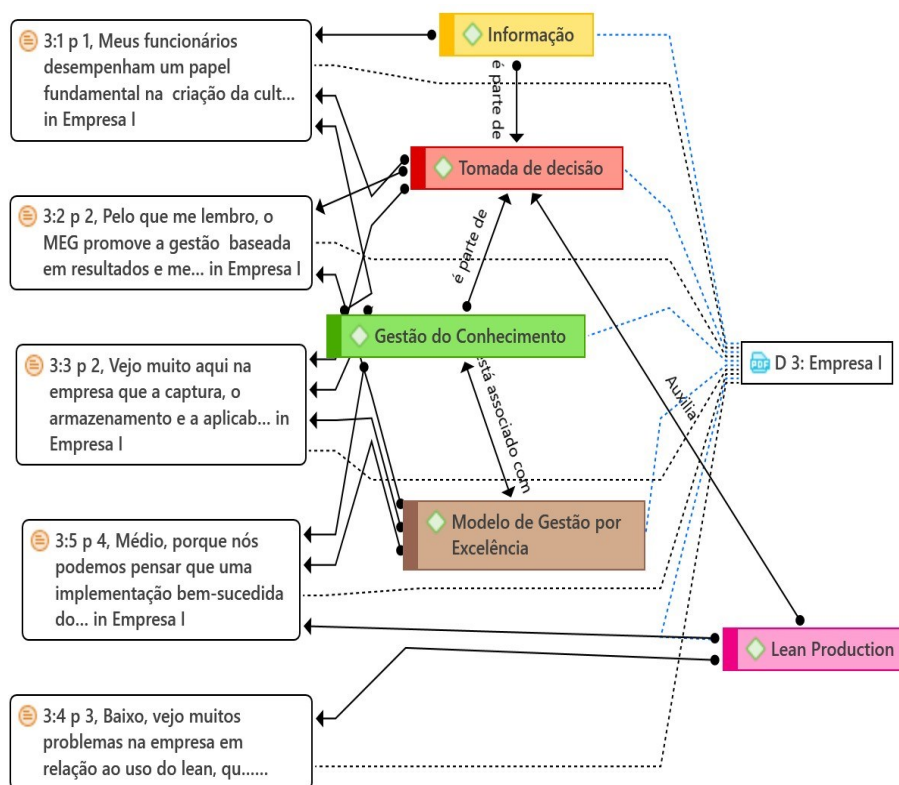 3:1 p 1, Meus funcionários
desempenham um papel
fundamental na criação da cult...
in Empresa I
Informação
é parte de
Tomada de decisão
3:2 p 2, Pelo que me lembro, o
MEG promove a gestão baseada
em resultados e me... in Empresa I
é parte de
Gestão do Conhecimento
D 3: Empresa I
3:3 p 2, Vejo muito aqui na
empresa que a captura, o
armazenamento e a aplicab... in
Empresa I
está associado com
Auxilia
Modelo de Gestão por
Excelência
3:5 p 4, Médio, porque nós
podemos pensar que uma
implementação bem-sucedida
do... in Empresa I
Lean Production
3:4 p 3, Baixo, vejo muitos
problemas na empresa em
relação ao uso do lean, qu......